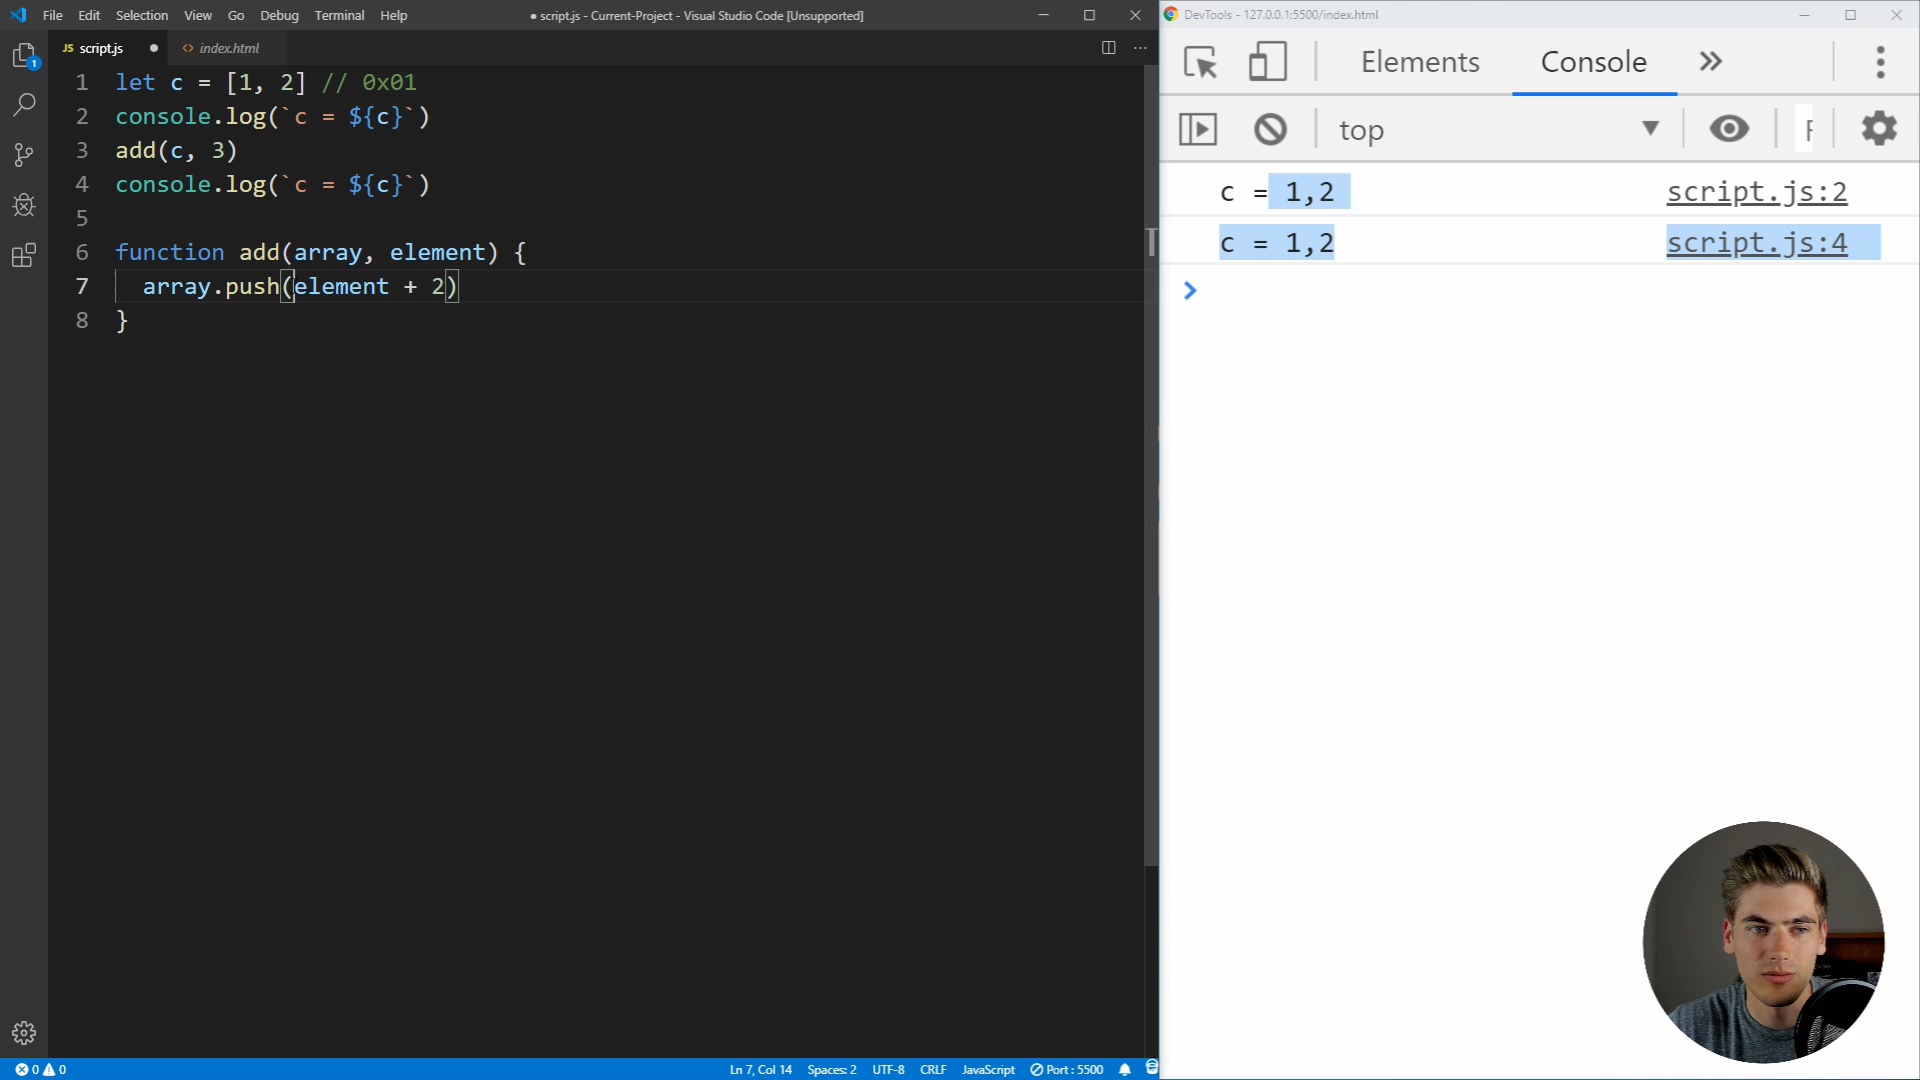 File Edit Selection View Go Debug Terminal Help
● script.js - Current-Project - Visual Studio Code [Unsupported]
JS script.js ●
<> index.html
1 let c = [1, 2] // 0x01
2 console.log(`c = ${c}`)
3 add(c, 3)
4 console.log(`c = ${c}`)
5
6 function add(array, element) {
7 array.push(element + 2)
8 }
1
0 0
Ln 7, Col 14 Spaces: 2 UTF-8 CRLF JavaScript Port : 5500
DevTools - 127.0.0.1:5500/index.html
Elements Console »
top
c = 1,2 script.js:2
c = 1,2 script.js:4